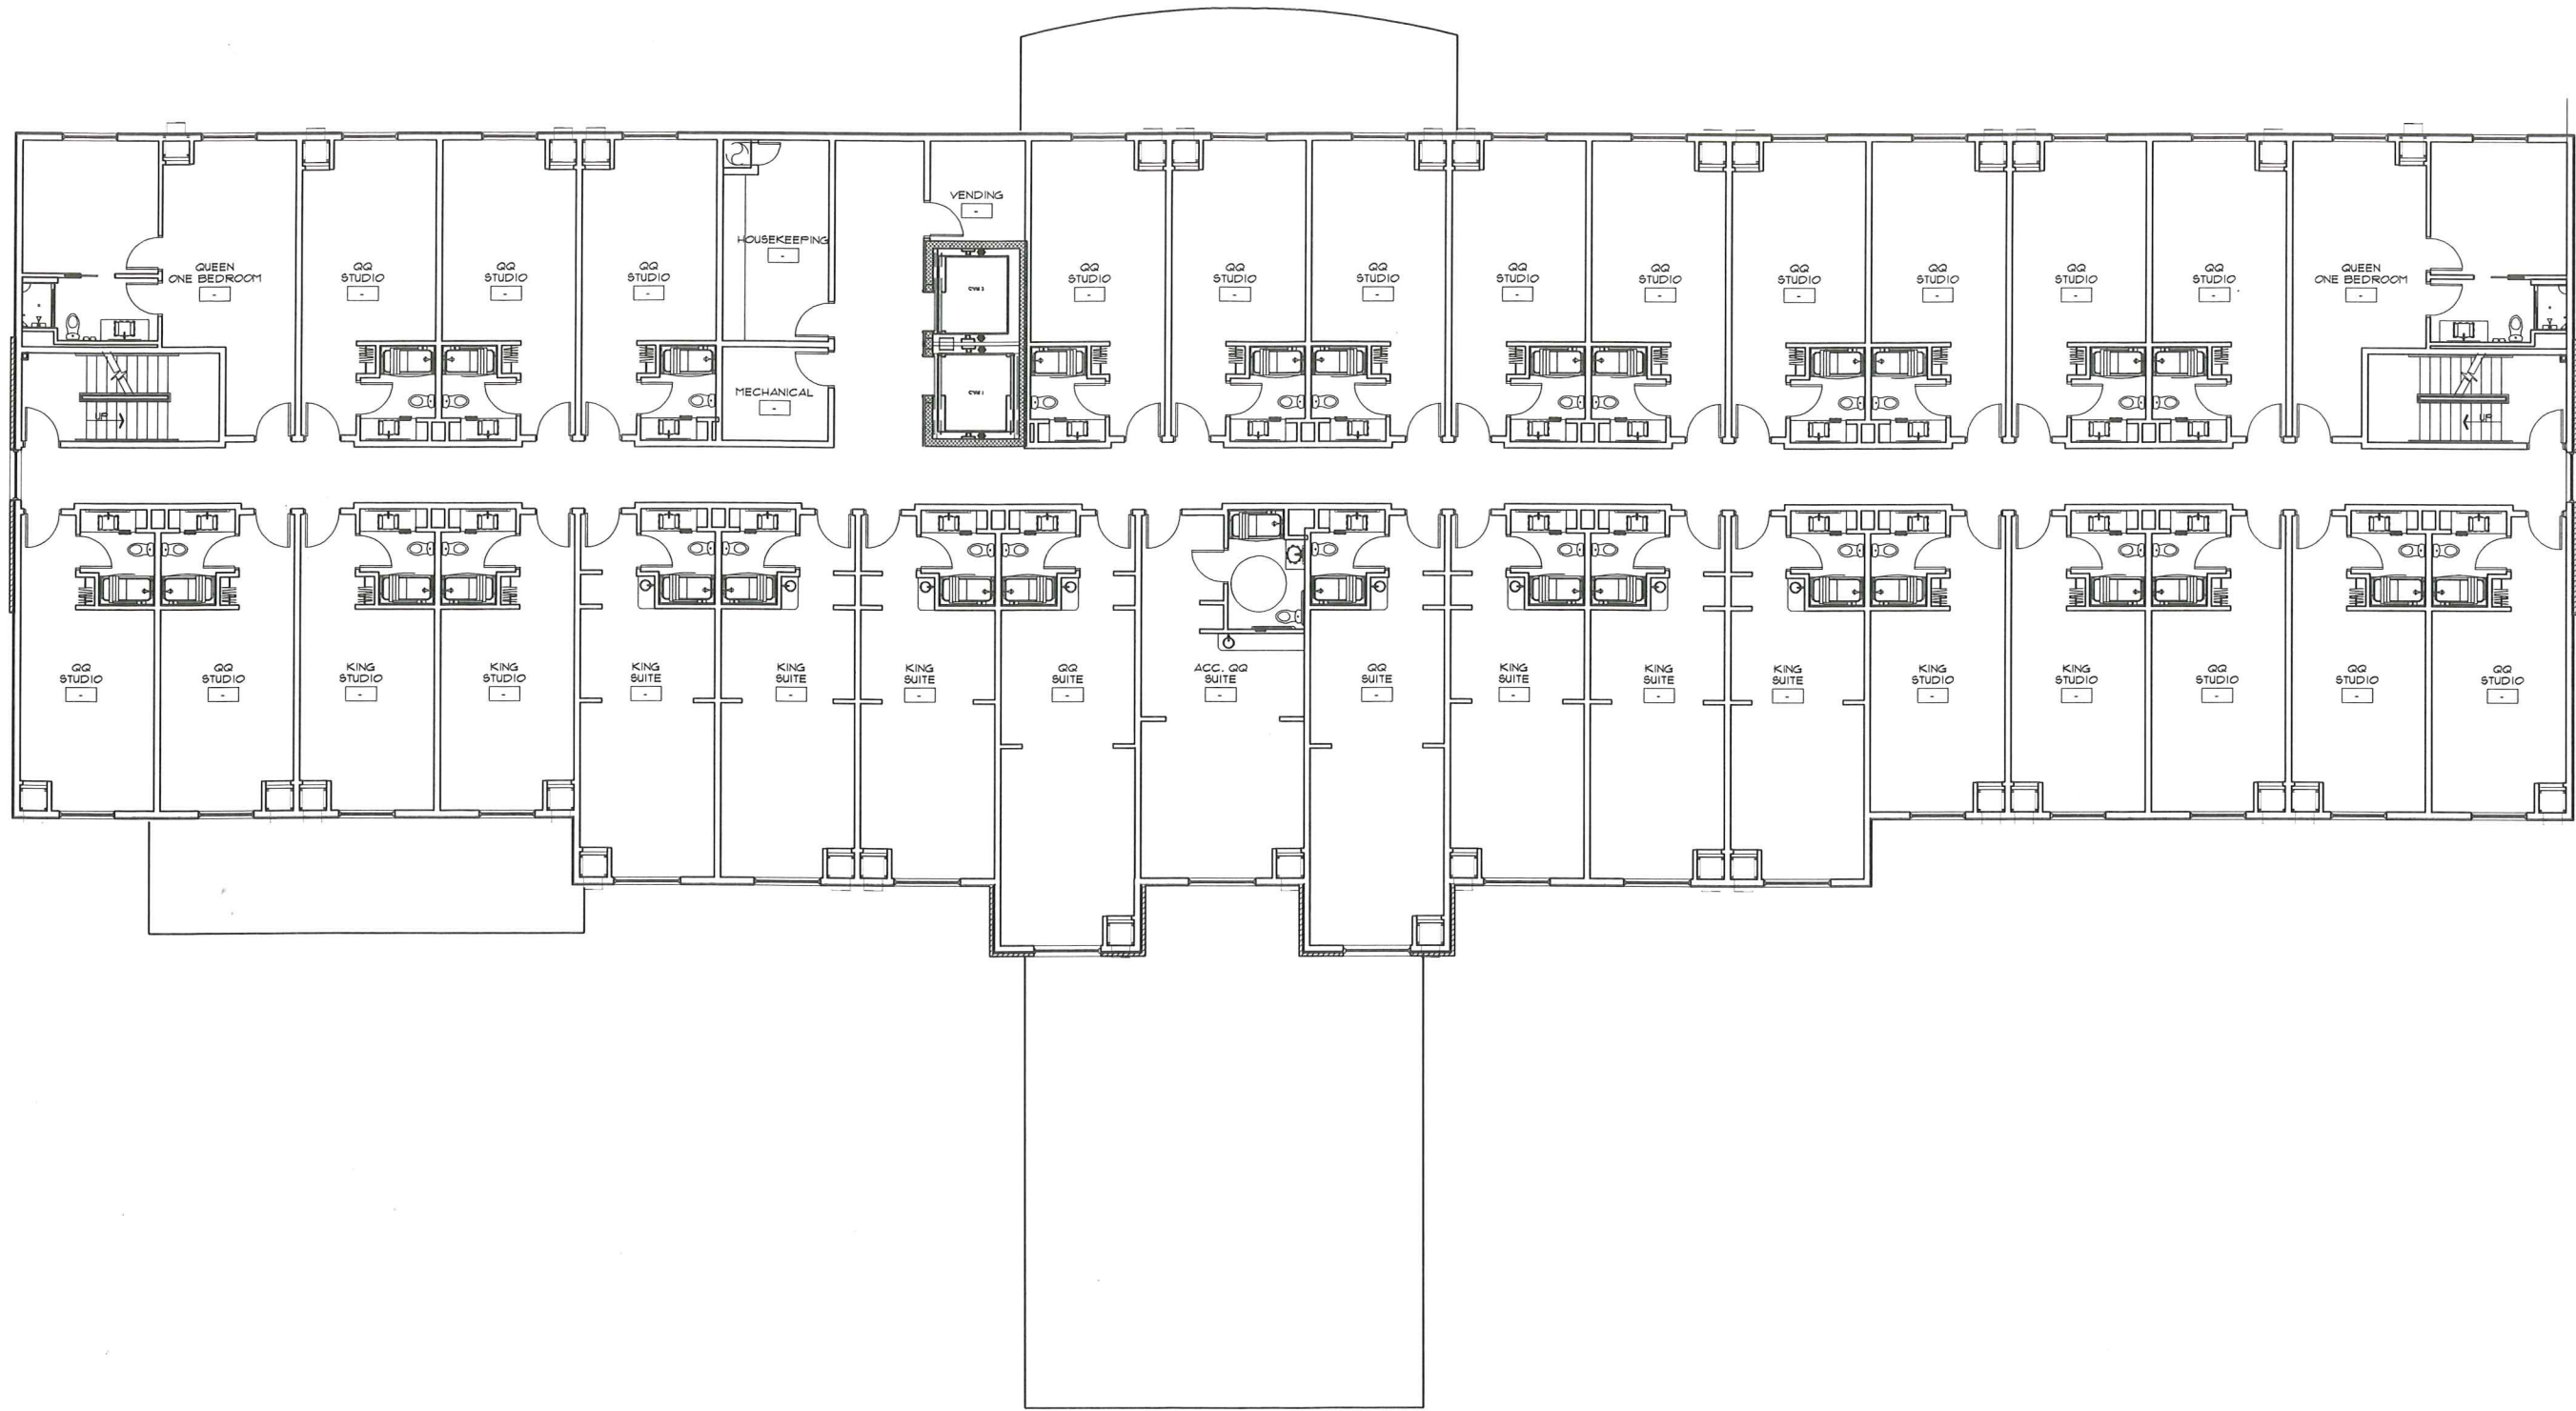 VENDING
-
HOUSEKEEPING
-
QUEEN
ONE BEDROOM
-
QQ
STUDIO
-
QQ
STUDIO
-
QQ
STUDIO
-
QQ
STUDIO
-
QQ
STUDIO
-
QQ
STUDIO
-
QQ
STUDIO
-
QQ
STUDIO
-
QQ
STUDIO
-
QQ
STUDIO
-
QQ
STUDIO
-
QQ
STUDIO
-
QUEEN
ONE BEDROOM
-
MECHANICAL
-
UP
UP
QQ
STUDIO
-
QQ
STUDIO
-
KING
STUDIO
-
KING
STUDIO
-
KING
SUITE
-
KING
SUITE
-
KING
SUITE
-
QQ
SUITE
-
ACC. QQ
SUITE
-
QQ
SUITE
-
KING
SUITE
-
KING
SUITE
-
KING
SUITE
-
KING
STUDIO
-
KING
STUDIO
-
QQ
STUDIO
-
QQ
STUDIO
-
QQ
STUDIO
-